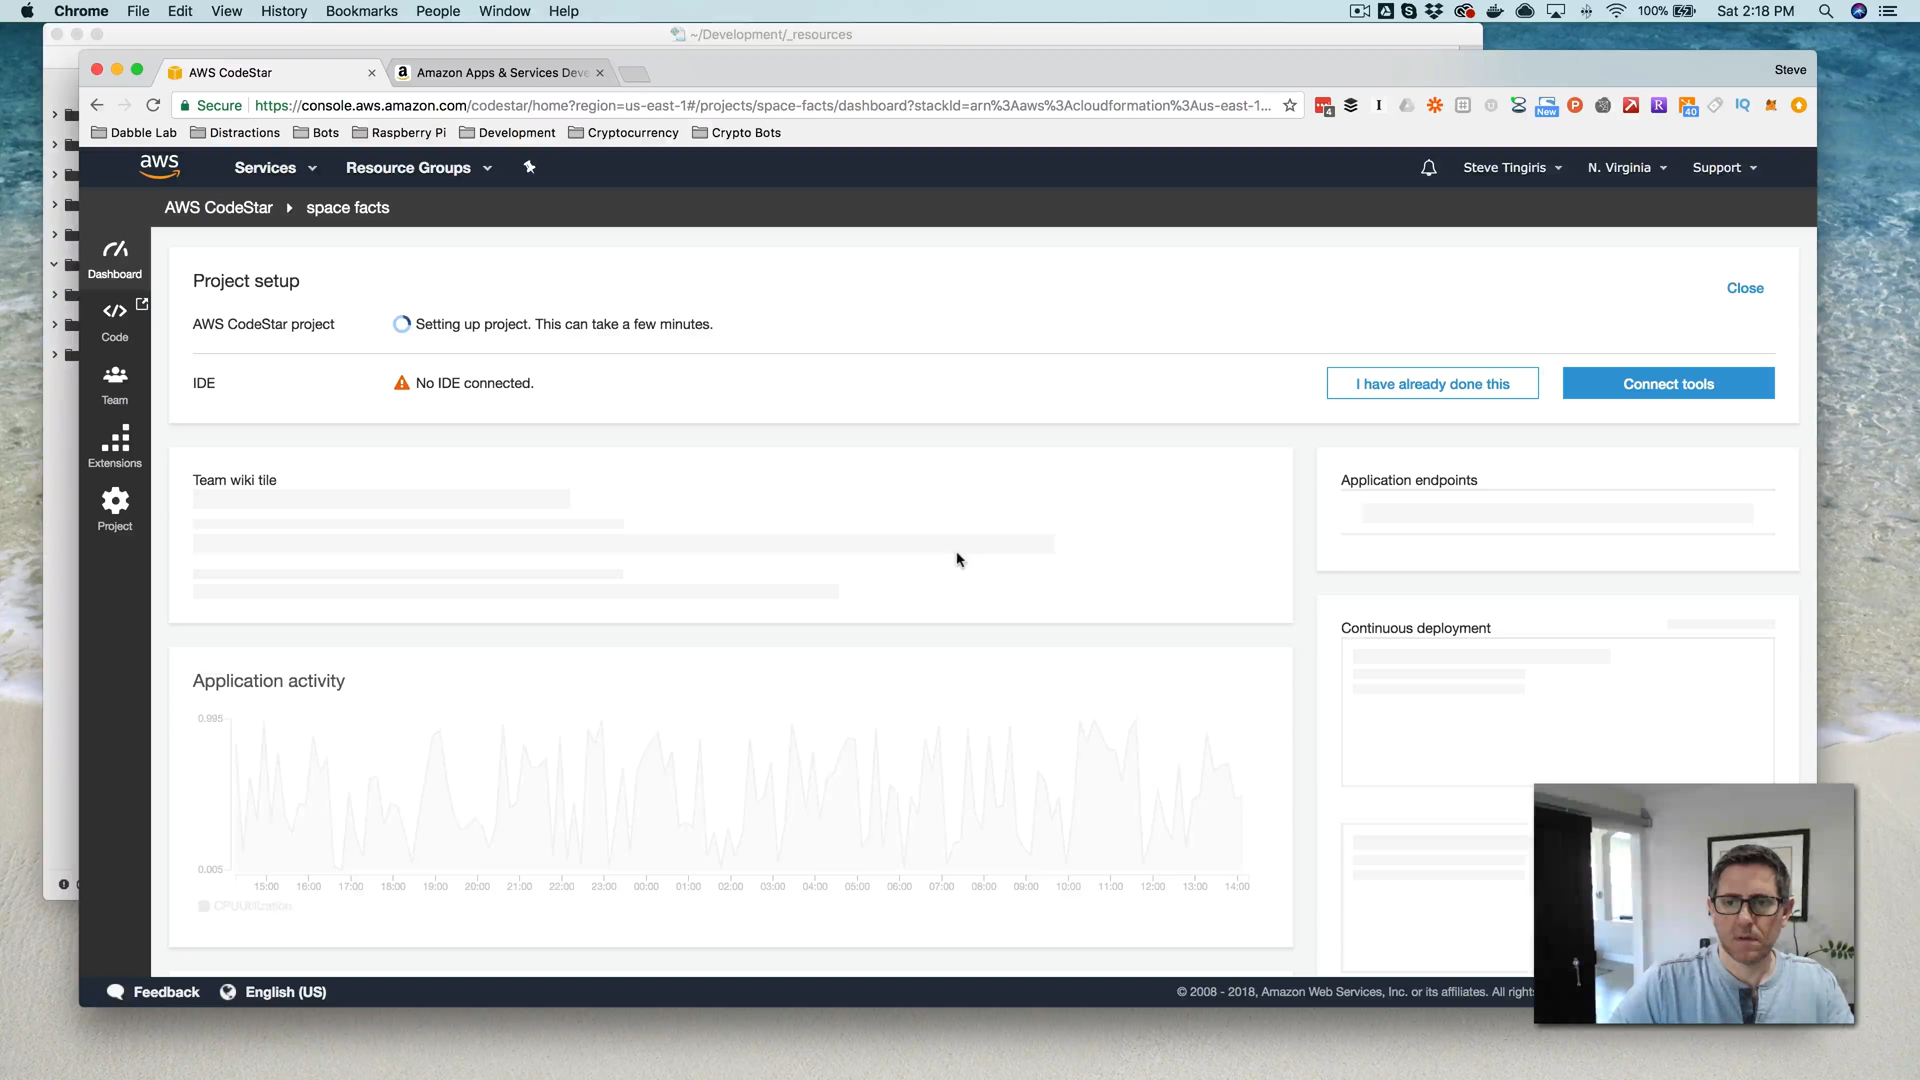 Chrome File Edit View History Bookmarks People Window Help
100% Sat 2:18 PM
~/Development/_resources
AWS CodeStar
Amazon Apps & Services Deve
Steve
Secure https://console.aws.amazon.com/codestar/home?region=us-east-1#/projects/space-facts/dashboard?stackId=arn%3Aaws%3Acloudformation%3Aus-east-1...
4 New 40 IQ
Dabble Lab Distractions Bots Raspberry Pi Development Cryptocurrency Crypto Bots
aws Services Resource Groups Steve Tingiris N. Virginia Support
AWS CodeStar space facts
Dashboard
Code
Team
Extensions
Project
Project setup
Close
AWS CodeStar project Setting up project. This can take a few minutes.
IDE No IDE connected. I have already done this Connect tools
Team wiki tile
Application endpoints
Continuous deployment
Application activity
0.995
0.005
15:00 16:00 17:00 18:00 19:00 20:00 21:00 22:00 23:00 00:00 01:00 02:00 03:00 04:00 05:00 06:00 07:00 08:00 09:00 10:00 11:00 12:00 13:00 14:00
CPUUtilization
Feedback English (US)
© 2008 - 2018, Amazon Web Services, Inc. or its affiliates. All right